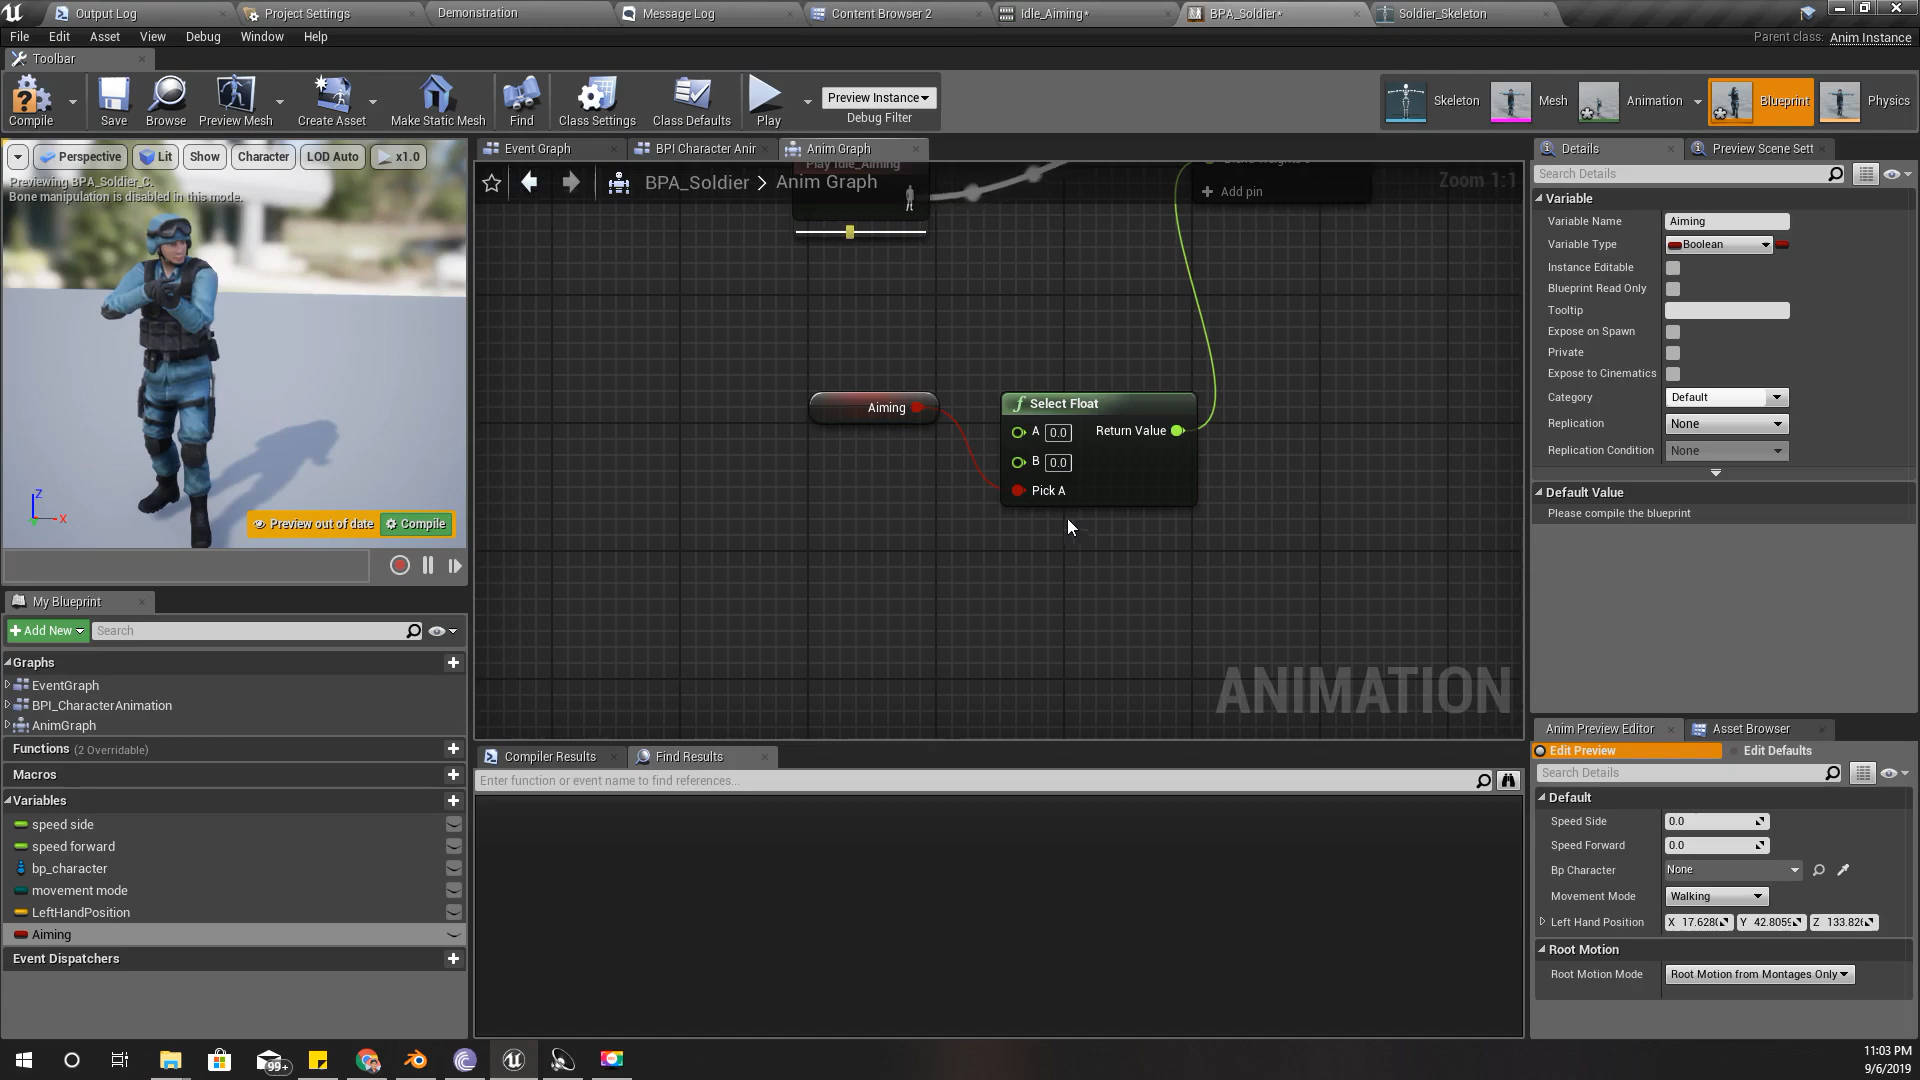 Output Log
Project Settings
Demonstration
Message Log
Content Browser 2
Idle_Aiming*
BPA_Soldier*
Soldier_Skeleton
File Edit Asset View Debug Window Help
Parent class: Anim Instance
Toolbar
Compile
Save
Browse
Preview Mesh
Create Asset
Make Static Mesh
Find
Class Settings
Class Defaults
Play
Preview Instance
Debug Filter
Skeleton
Mesh
Animation
Blueprint
Physics
Perspective
Lit
Show
Character
LOD Auto
x1.0
Previewing BPA_Soldier_C.
Bone manipulation is disabled in this mode.
Z
X
Preview out of date
Compile
Event Graph
BPI Character Anir
Anim Graph
Play Idle_Aiming
BPA_Soldier > Anim Graph
Add pin
Zoom 1:1
Aiming
f Select Float
A 0.0 Return Value
B 0.0
Pick A
ANIMATION
My Blueprint
Add New
Search
Graphs
EventGraph
BPI_CharacterAnimation
AnimGraph
Functions (2 Overridable)
Macros
Variables
speed side
speed forward
bp_character
movement mode
LeftHandPosition
Aiming
Event Dispatchers
Compiler Results
Find Results
Enter function or event name to find references...
Details
Preview Scene Sett
Search Details
Variable
Variable Name Aiming
Variable Type Boolean
Instance Editable
Blueprint Read Only
Tooltip
Expose on Spawn
Private
Expose to Cinematics
Category Default
Replication None
Replication Condition None
Default Value
Please compile the blueprint
Anim Preview Editor
Asset Browser
Edit Preview
Edit Defaults
Search Details
Default
Speed Side 0.0
Speed Forward 0.0
Bp Character None
Movement Mode Walking
Left Hand Position X 17.628 Y 42.805 Z 133.82
Root Motion
Root Motion Mode Root Motion from Montages Only
99+
11:03 PM
9/6/2019